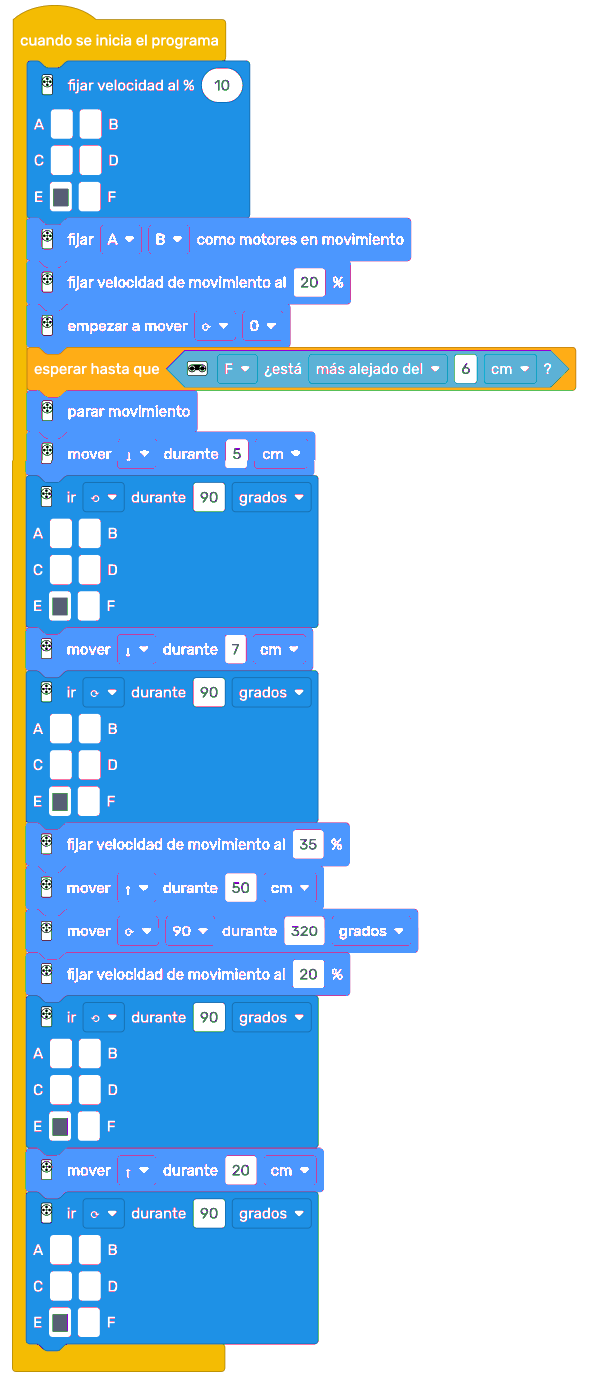 cuando se inicia el programa
fijar velocidad al % 10
A B
C D
E F
fijar A B como motores en movimiento
fijar velocidad de movimiento al 20 %
empezar a mover 0
esperar hasta que F ¿está más alejado del 6 cm ?
parar movimiento
mover durante 5 cm
ir durante 90 grados
A B
C D
E F
mover durante 7 cm
ir durante 90 grados
A B
C D
E F
fijar velocidad de movimiento al 35 %
mover durante 50 cm
mover 90 durante 320 grados
fijar velocidad de movimiento al 20 %
ir durante 90 grados
A B
C D
E F
mover durante 20 cm
ir durante 90 grados
A B
C D
E F